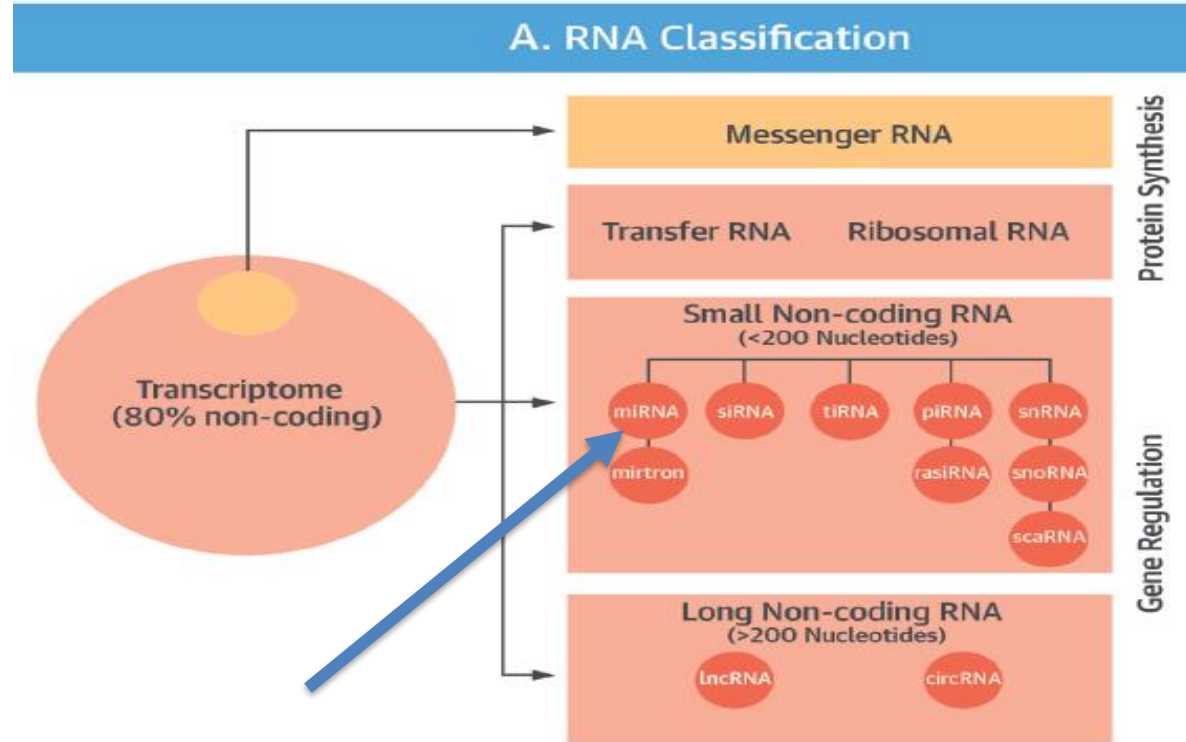 A. RNA Classification
Messenger RNA
Transfer RNA
Ribosomal RNA
Protein Synthesis
Transcriptome
(80% non-coding)
Small Non-coding RNA
(<200 Nucleotides)
miRNA
siRNA
tiRNA
piRNA
snRNA
mirtron
rasiRNA
snoRNA
scaRNA
Gene Regulation
Long Non-coding RNA
(>200 Nucleotides)
lncRNA
circRNA